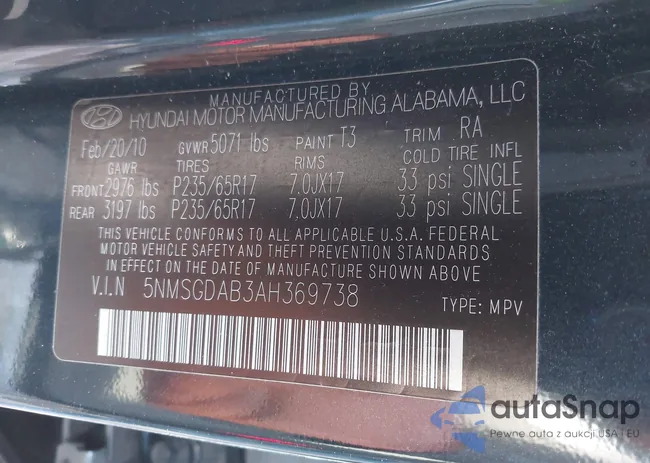 MANUFACTURED BY
HYUNDAI MOTOR MANUFACTURING ALABAMA, LLC
Feb/20/10 GVWR 5071 lbs PAINT T3 TRIM RA
GAWR TIRES RIMS COLD TIRE INFL
FRONT 2976 lbs P235/65R17 7.0JX17 33 psi SINGLE
REAR 3197 lbs P235/65R17 7.0JX17 33 psi SINGLE
THIS VEHICLE CONFORMS TO ALL APPLICABLE U.S.A. FEDERAL
MOTOR VEHICLE SAFETY AND THEFT PREVENTION STANDARDS
IN EFFECT ON THE DATE OF MANUFACTURE SHOWN ABOVE
V.I.N 5NMSGDAB3AH369738 TYPE: MPV
autaSnap
Pewne auta z aukcji USA i EU